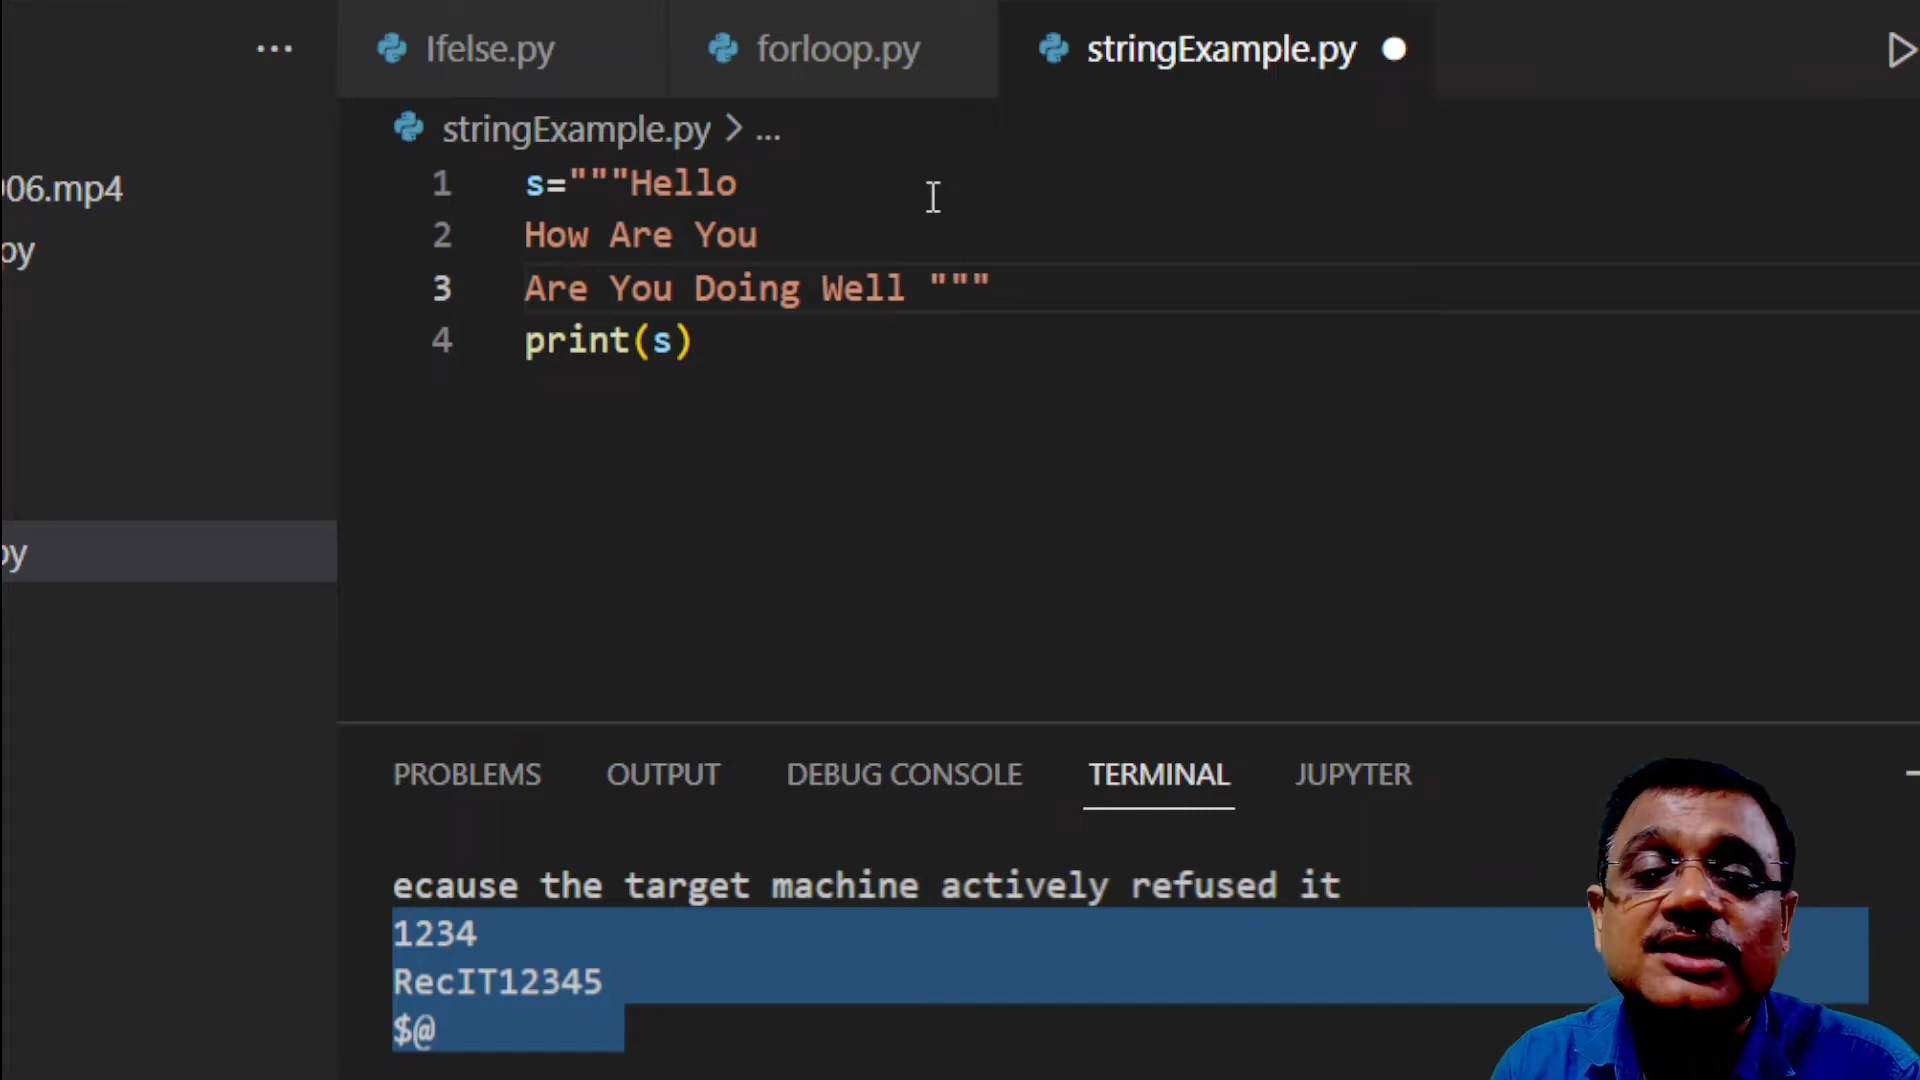 ... Ifelse.py forloop.py stringExample.py
stringExample.py > ...
06.mp4
py
py
1 s="""Hello
2 How Are You
3 Are You Doing Well """
4 print(s)
PROBLEMS OUTPUT DEBUG CONSOLE TERMINAL JUPYTER
ecause the target machine actively refused it
1234
RecIT12345
$@